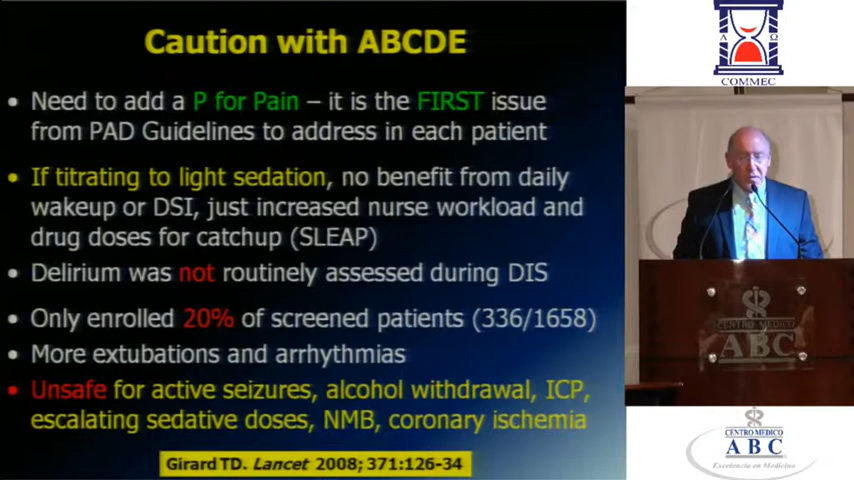 Caution with ABCDE
• Need to add a P for Pain – it is the FIRST issue
from PAD Guidelines to address in each patient
• If titrating to light sedation, no benefit from daily
wakeup or DSI, just increased nurse workload and
drug doses for catchup (SLEAP)
• Delirium was not routinely assessed during DIS
• Only enrolled 20% of screened patients (336/1658)
• More extubations and arrhythmias
• Unsafe for active seizures, alcohol withdrawal, ICP,
escalating sedative doses, NMB, coronary ischemia
Girard TD. Lancet 2008; 371:126-34
Α Ω
COMMEC
CENTRO MEDICO
ABC
CENTRO MEDICO
ABC
Excelencia en Medicina